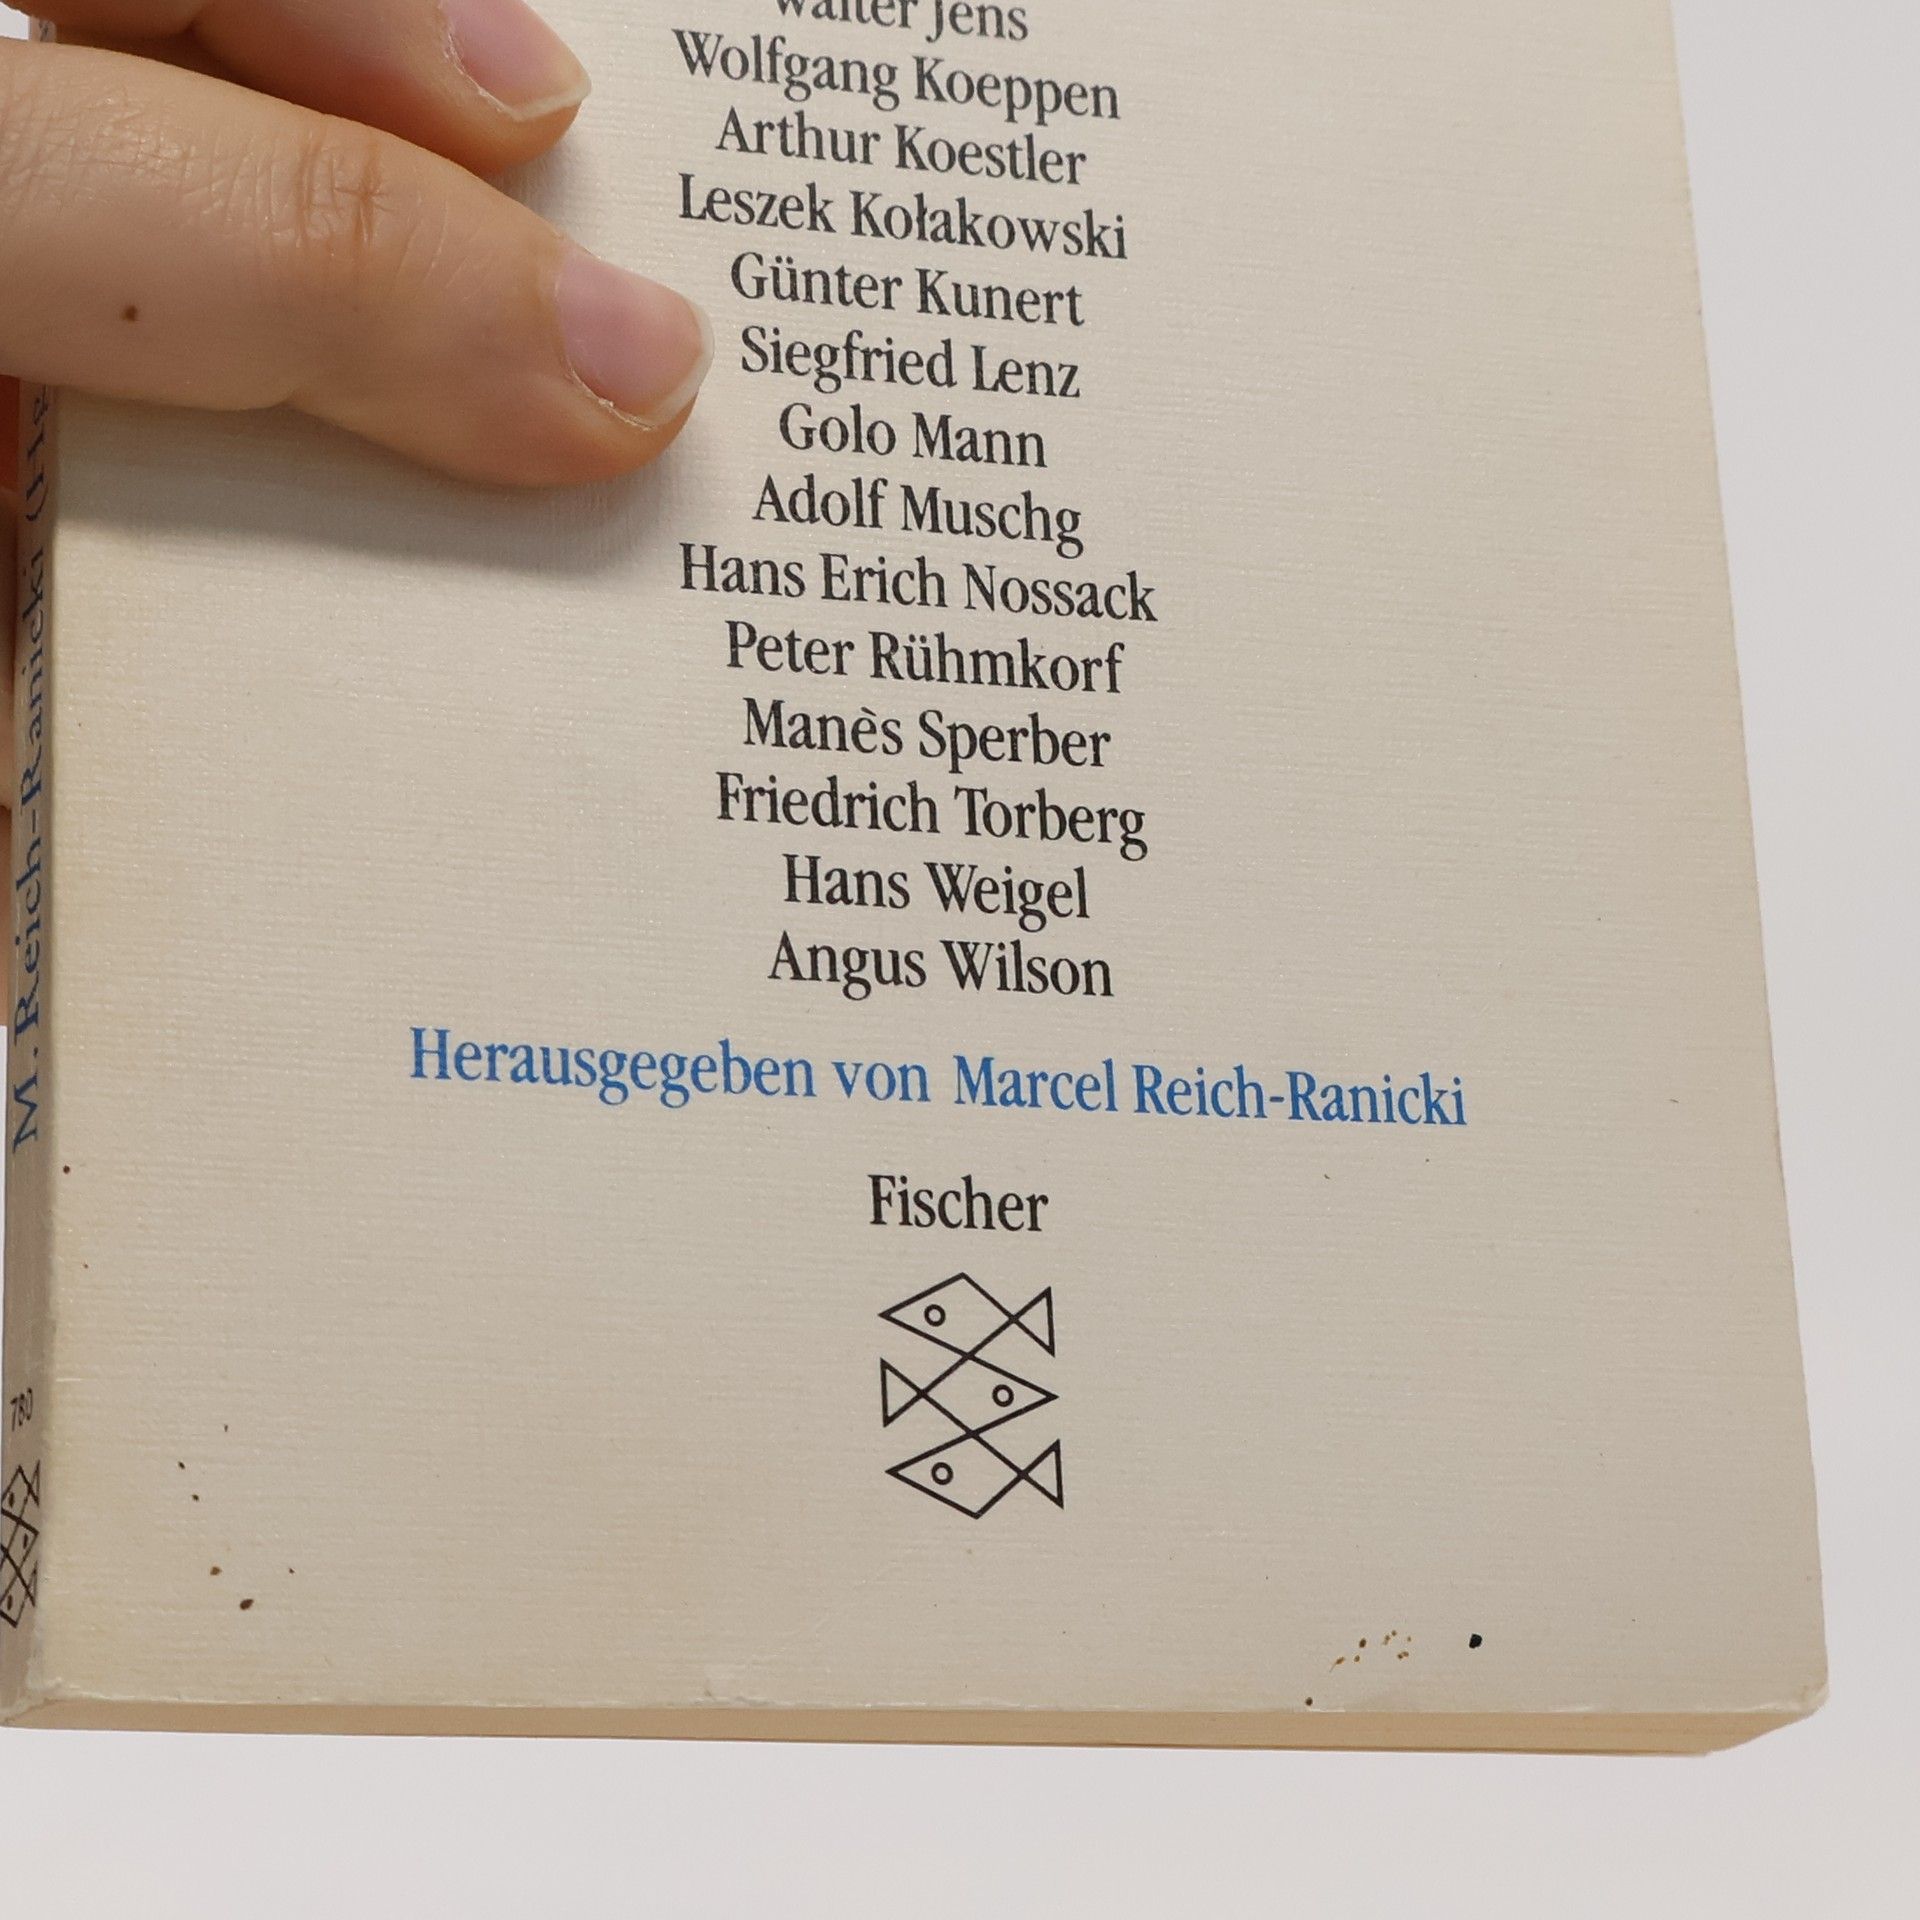 Walter Jens
Wolfgang Koeppen
Arthur Koestler
Leszek Kołakowski
Günter Kunert
Siegfried Lenz
Golo Mann
Adolf Muschg
Hans Erich Nossack
Peter Rühmkorf
Manès Sperber
Friedrich Torberg
Hans Weigel
Angus Wilson
Herausgegeben von Marcel Reich-Ranicki
Fischer
M. Reich-Ranicki (Hg
780